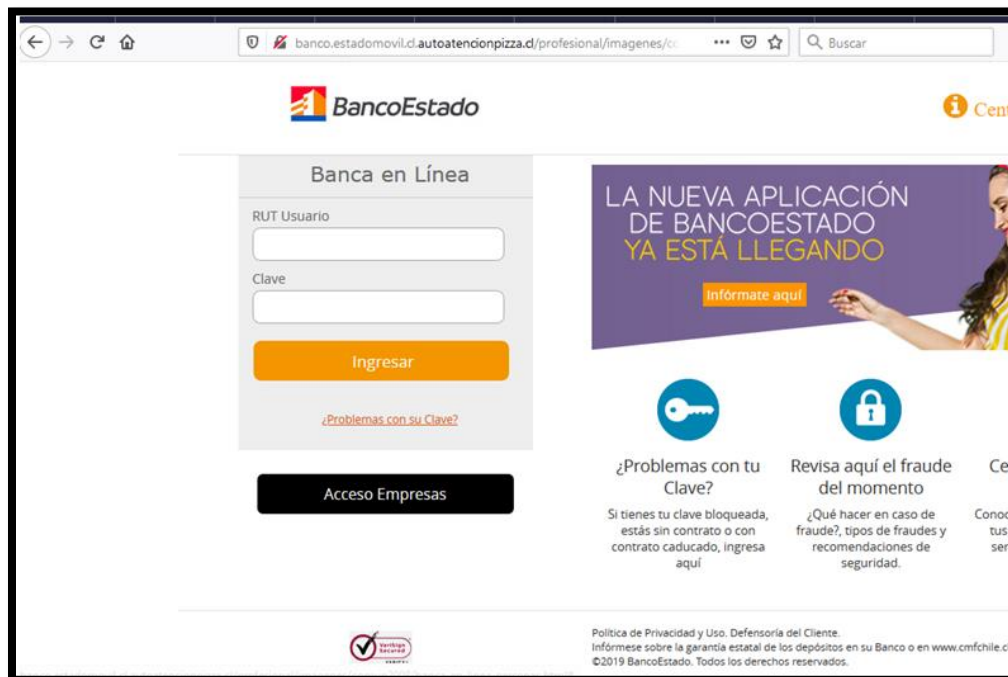 banco.estadomovil.cl.autoatencionpizza.cl/profesional/imagenes/co
Buscar
BancoEstado
Banca en Línea
RUT Usuario
Clave
Ingresar
¿Problemas con su Clave?
Acceso Empresas
LA NUEVA APLICACIÓN
DE BANCOESTADO
YA ESTÁ LLEGANDO
Infórmate aquí
¿Problemas con tu
Clave?
Si tienes tu clave bloqueada,
estás sin contrato o con
contrato caducado, ingresa
aquí
Revisa aquí el fraude
del momento
¿Qué hacer en caso de
fraude?, tipos de fraudes y
recomendaciones de
seguridad.
tus
VeriSign
Secured
Política de Privacidad y Uso. Defensoría del Cliente.
Infórmese sobre la garantía estatal de los depósitos en su Banco o en www.cmfchile.cl
©2019 BancoEstado. Todos los derechos reservados.